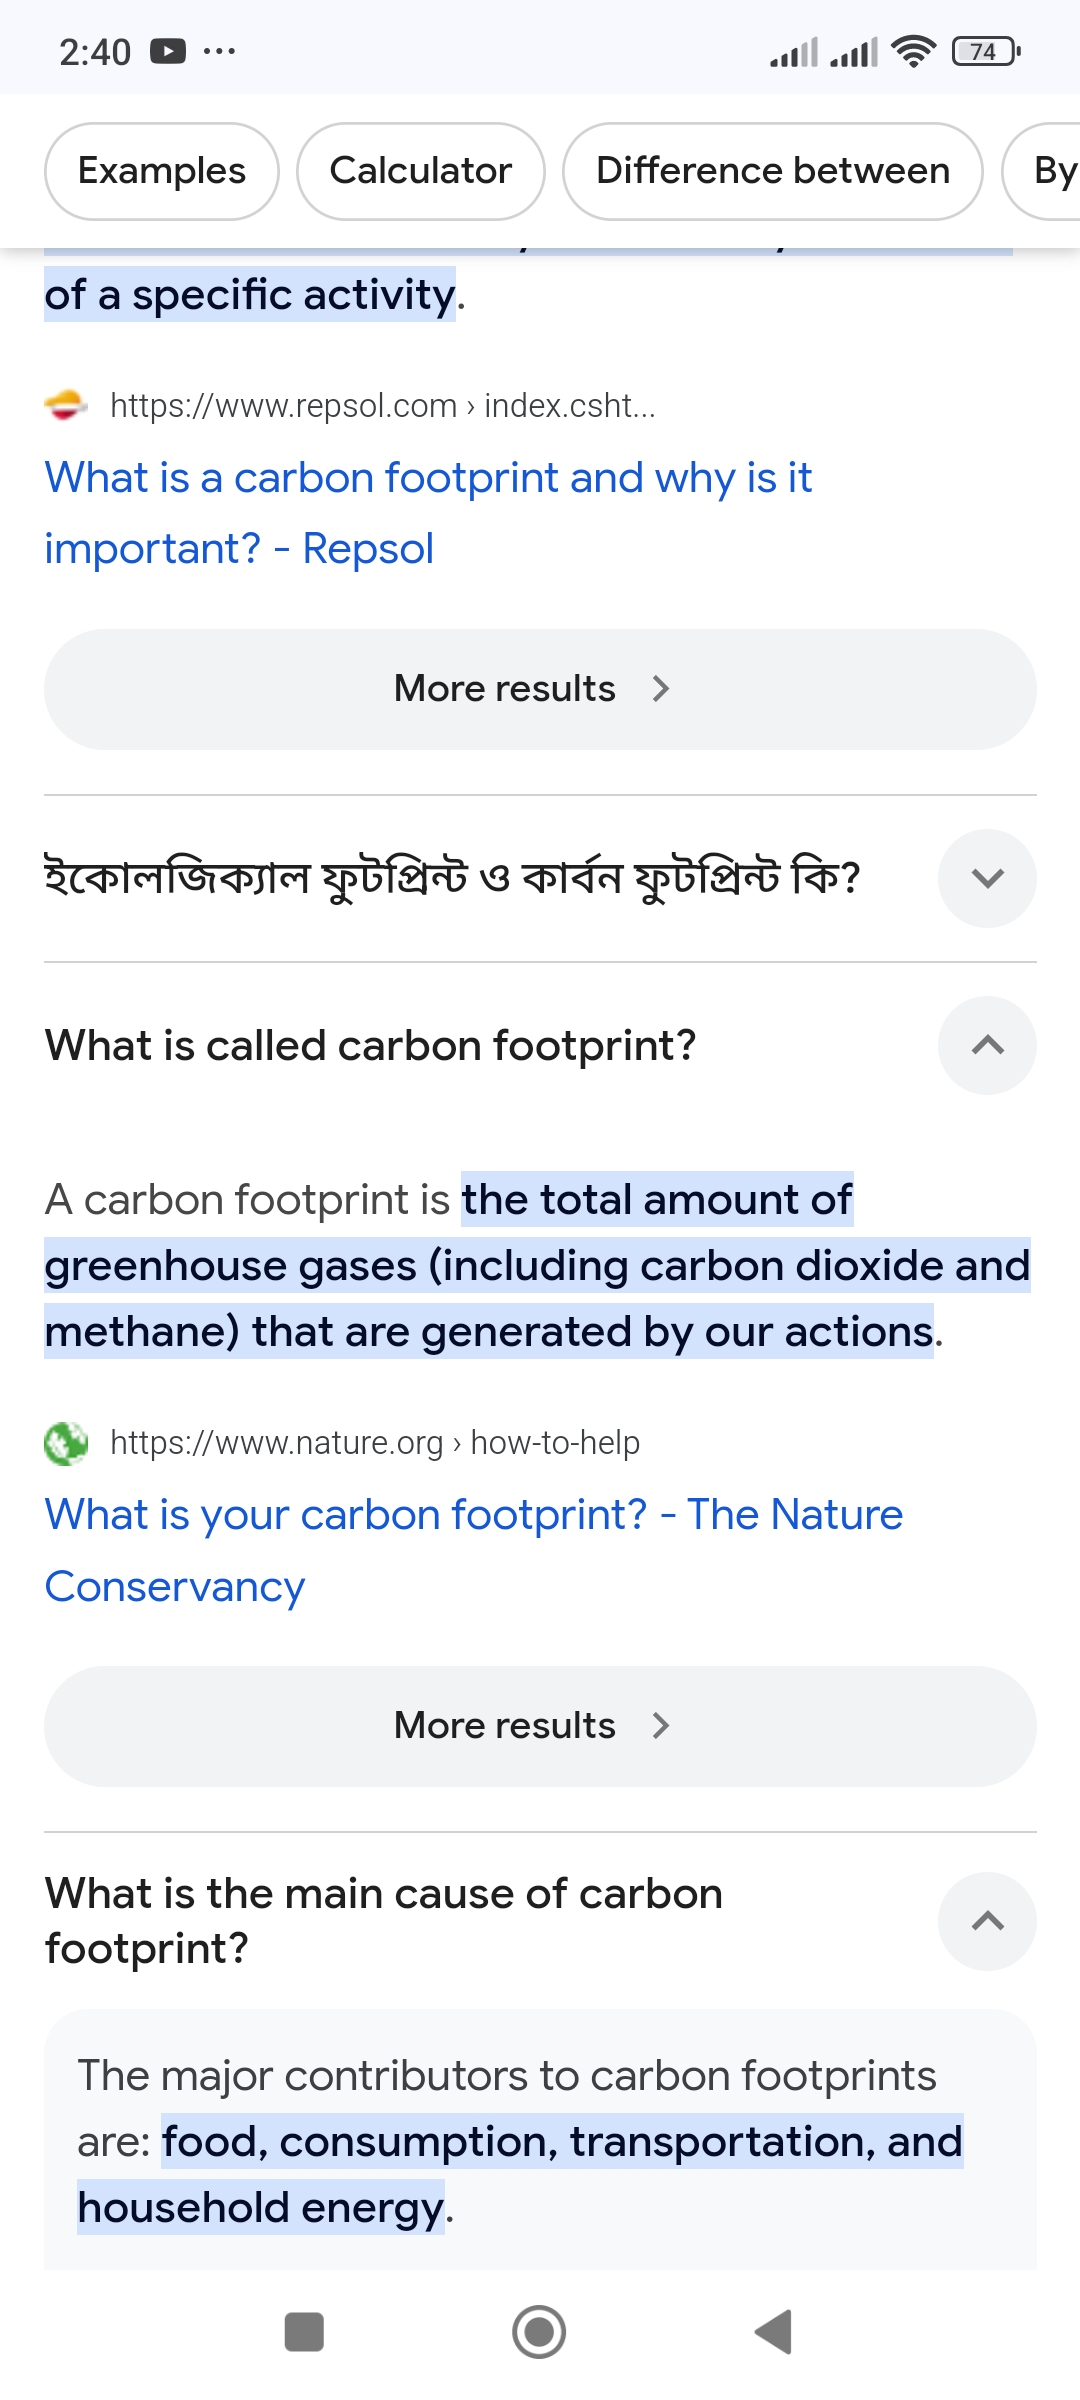 2:40
74
Examples
Calculator
Difference between
By
of a specific activity.
https://www.repsol.com › index.csht...
What is a carbon footprint and why is it
important? - Repsol
More results
ইকোলজিক্যাল ফুটপ্রিন্ট ও কার্বন ফুটপ্রিন্ট কি?
What is called carbon footprint?
A carbon footprint is the total amount of
greenhouse gases (including carbon dioxide and
methane) that are generated by our actions.
https://www.nature.org › how-to-help
What is your carbon footprint? - The Nature
Conservancy
More results
What is the main cause of carbon
footprint?
The major contributors to carbon footprints
are: food, consumption, transportation, and
household energy.